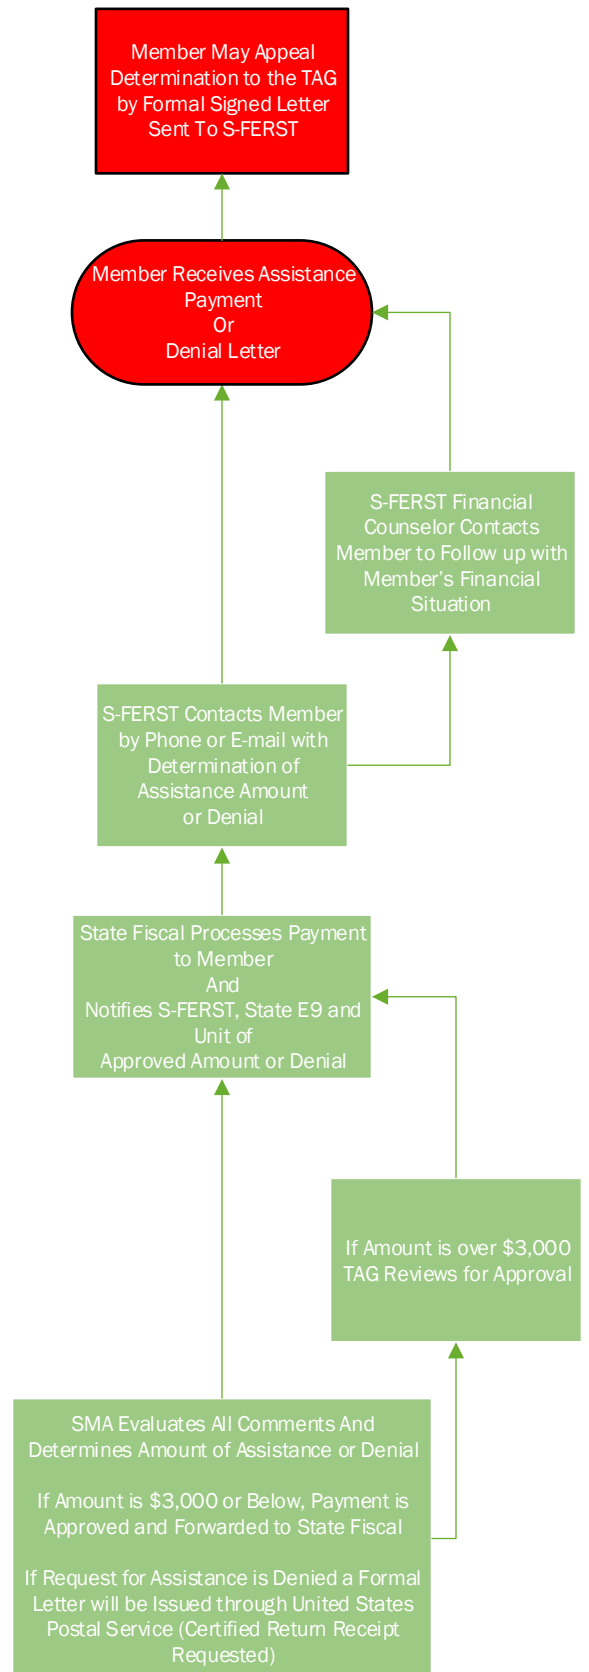 Member May Appeal
Determination to the TAG
by Formal Signed Letter
Sent To S-FERST
Member Receives Assistance
Payment
Or
Denial Letter
S-FERST Financial
Counselor Contacts
Member to Follow up with
Member's Financial
Situation
S-FERST Contacts Member
by Phone or E-mail with
Determination of
Assistance Amount
or Denial
State Fiscal Processes Payment
to Member
And
Notifies S-FERST, State E9 and
Unit of
Approved Amount or Denial
If Amount is over $3,000
TAG Reviews for Approval
SMA Evaluates All Comments And
Determines Amount of Assistance or Denial
If Amount is $3,000 or Below, Payment is
Approved and Forwarded to State Fiscal
If Request for Assistance is Denied a Formal
Letter will be Issued through United States
Postal Service (Certified Return Receipt
Requested)